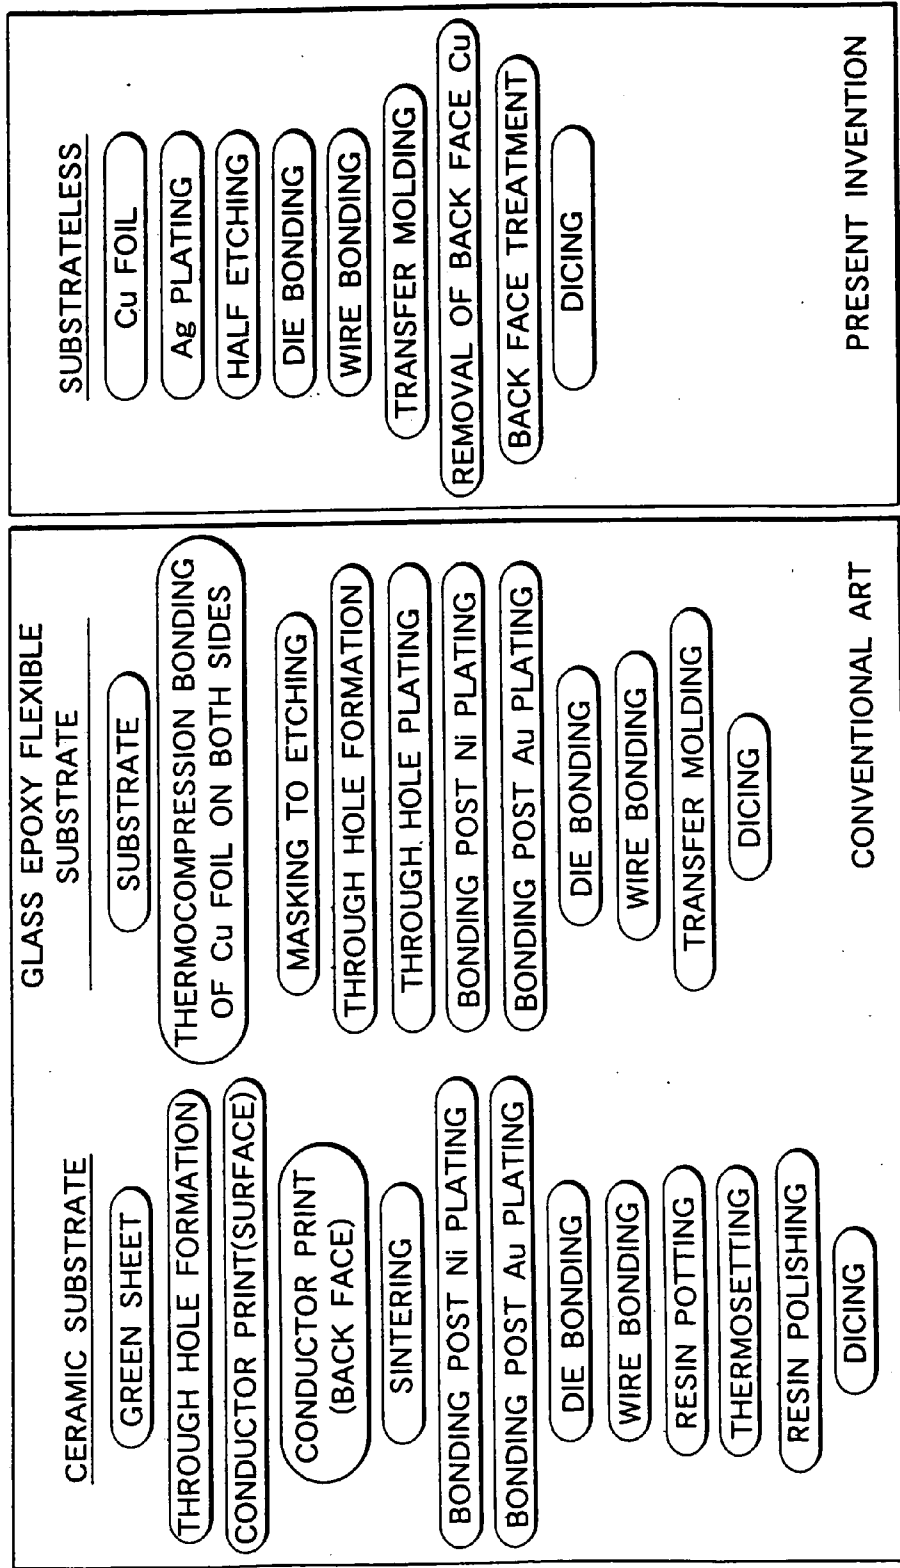 CERAMIC SUBSTRATE
GREEN SHEET
THROUGH HOLE FORMATION
CONDUCTOR PRINT(SURFACE)
CONDUCTOR PRINT
(BACK FACE)
SINTERING
BONDING POST Ni PLATING
BONDING POST Au PLATING
DIE BONDING
WIRE BONDING
RESIN POTTING
THERMOSETTING
RESIN POLISHING
DICING
GLASS EPOXY FLEXIBLE
SUBSTRATE
SUBSTRATE
THERMOCOMPRESSION BONDING
OF Cu FOIL ON BOTH SIDES
MASKING TO ETCHING
THROUGH HOLE FORMATION
THROUGH HOLE PLATING
BONDING POST Ni PLATING
BONDING POST Au PLATING
DIE BONDING
WIRE BONDING
TRANSFER MOLDING
DICING
CONVENTIONAL ART
SUBSTRATELESS
Cu FOIL
Ag PLATING
HALF ETCHING
DIE BONDING
WIRE BONDING
TRANSFER MOLDING
REMOVAL OF BACK FACE Cu
BACK FACE TREATMENT
DICING
PRESENT INVENTION